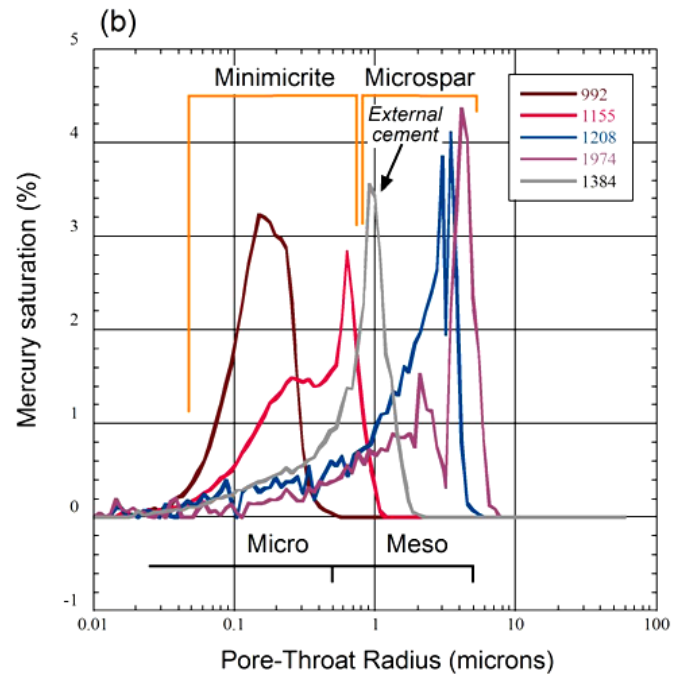 (b)
5
4
3
2
1
0
-1
Mercury saturation (%)
Minimicrite
Microspar
External
cement
992
1155
1208
1974
1384
Micro
Meso
0.01
0.1
1
10
100
Pore-Throat Radius (microns)